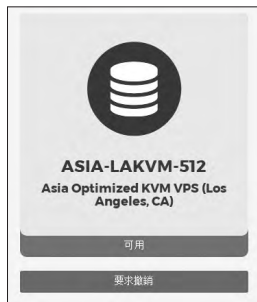 ASIA-LAKVM-512
Asia Optimized KVM VPS (Los
Angeles, CA)
可用
要求撤銷